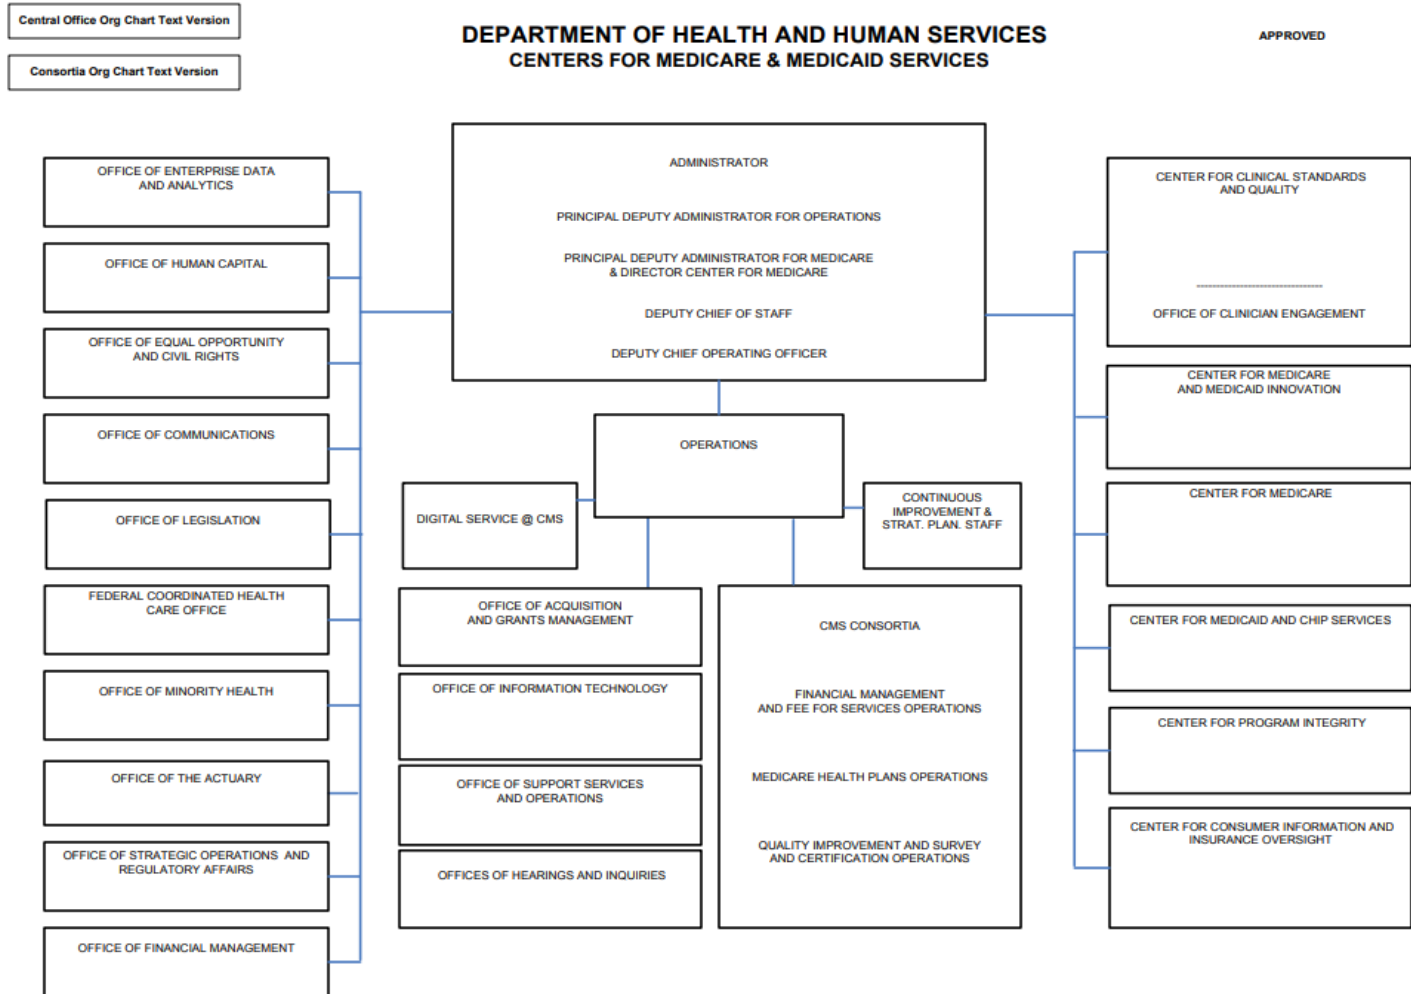 Central Office Org Chart Text Version
Consortia Org Chart Text Version
DEPARTMENT OF HEALTH AND HUMAN SERVICES
CENTERS FOR MEDICARE & MEDICAID SERVICES
APPROVED
OFFICE OF ENTERPRISE DATA
AND ANALYTICS
OFFICE OF HUMAN CAPITAL
OFFICE OF EQUAL OPPORTUNITY
AND CIVIL RIGHTS
OFFICE OF COMMUNICATIONS
OFFICE OF LEGISLATION
FEDERAL COORDINATED HEALTH
CARE OFFICE
OFFICE OF MINORITY HEALTH
OFFICE OF THE ACTUARY
OFFICE OF STRATEGIC OPERATIONS AND
REGULATORY AFFAIRS
OFFICE OF FINANCIAL MANAGEMENT
ADMINISTRATOR
PRINCIPAL DEPUTY ADMINISTRATOR FOR OPERATIONS
PRINCIPAL DEPUTY ADMINISTRATOR FOR MEDICARE
& DIRECTOR CENTER FOR MEDICARE
DEPUTY CHIEF OF STAFF
DEPUTY CHIEF OPERATING OFFICER
OPERATIONS
DIGITAL SERVICE @ CMS
CONTINUOUS
IMPROVEMENT &
STRAT. PLAN. STAFF
OFFICE OF ACQUISITION
AND GRANTS MANAGEMENT
OFFICE OF INFORMATION TECHNOLOGY
OFFICE OF SUPPORT SERVICES
AND OPERATIONS
OFFICES OF HEARINGS AND INQUIRIES
CMS CONSORTIA
FINANCIAL MANAGEMENT
AND FEE FOR SERVICES OPERATIONS
MEDICARE HEALTH PLANS OPERATIONS
QUALITY IMPROVEMENT AND SURVEY
AND CERTIFICATION OPERATIONS
CENTER FOR CLINICAL STANDARDS
AND QUALITY
--------------------------------
OFFICE OF CLINICIAN ENGAGEMENT
CENTER FOR MEDICARE
AND MEDICAID INNOVATION
CENTER FOR MEDICARE
CENTER FOR MEDICAID AND CHIP SERVICES
CENTER FOR PROGRAM INTEGRITY
CENTER FOR CONSUMER INFORMATION AND
INSURANCE OVERSIGHT